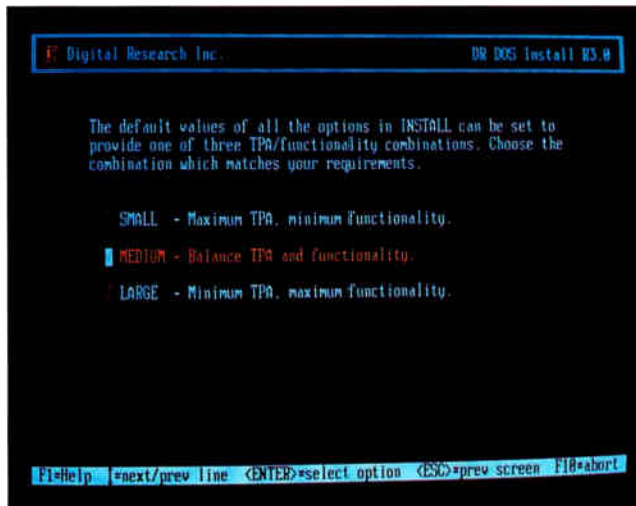 Digital Research Inc. DR DOS Install R3.0
The default values of all the options in INSTALL can be set to
provide one of three TPA/functionality combinations. Choose the
combination which matches your requirements.
SMALL - Maximum TPA, minimum functionality.
MEDIUM - Balance TPA and functionality.
LARGE - Minimum TPA, maximum functionality.
F1=Help =next/prev line <ENTER>=select option <ESC>=prev screen F10=abort